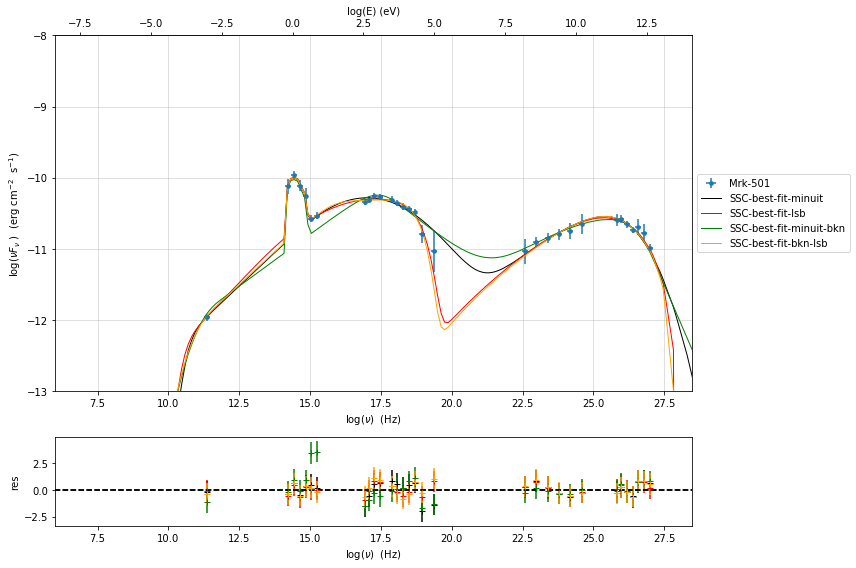 log(E) (eV)
−7.5 −5.0 −2.5 0.0 2.5 5.0 7.5 10.0 12.5
−8
−9
−10
−11
−12
−13
log(νF_ν ) (erg cm⁻² s⁻¹)
7.5 10.0 12.5 15.0 17.5 20.0 22.5 25.0 27.5
log(ν) (Hz)
Mrk-501
SSC-best-fit-minuit
SSC-best-fit-lsb
SSC-best-fit-minuit-bkn
SSC-best-fit-bkn-lsb
res
2.5
0.0
−2.5
7.5 10.0 12.5 15.0 17.5 20.0 22.5 25.0 27.5
log(ν) (Hz)